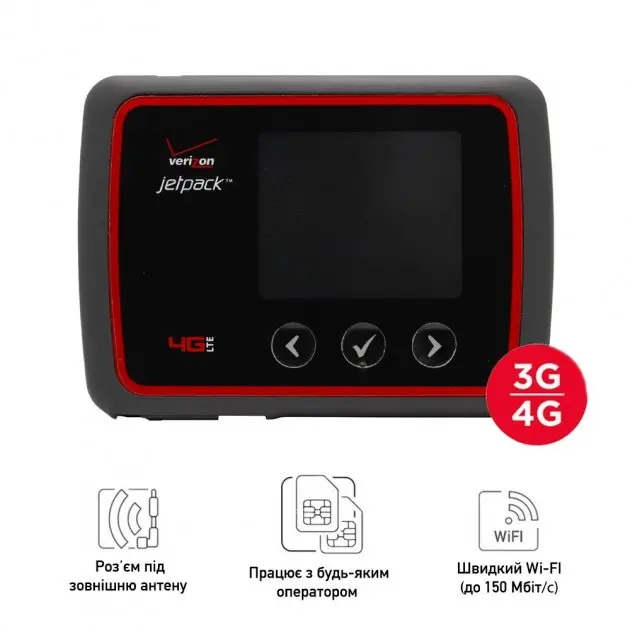 verizon
jetpack™
4G LTE
3G
4G
WiFi
Роз'єм під
зовнішню антену
Працює з будь-яким
оператором
Швидкий Wi-FI
(до 150 Мбіт/с)